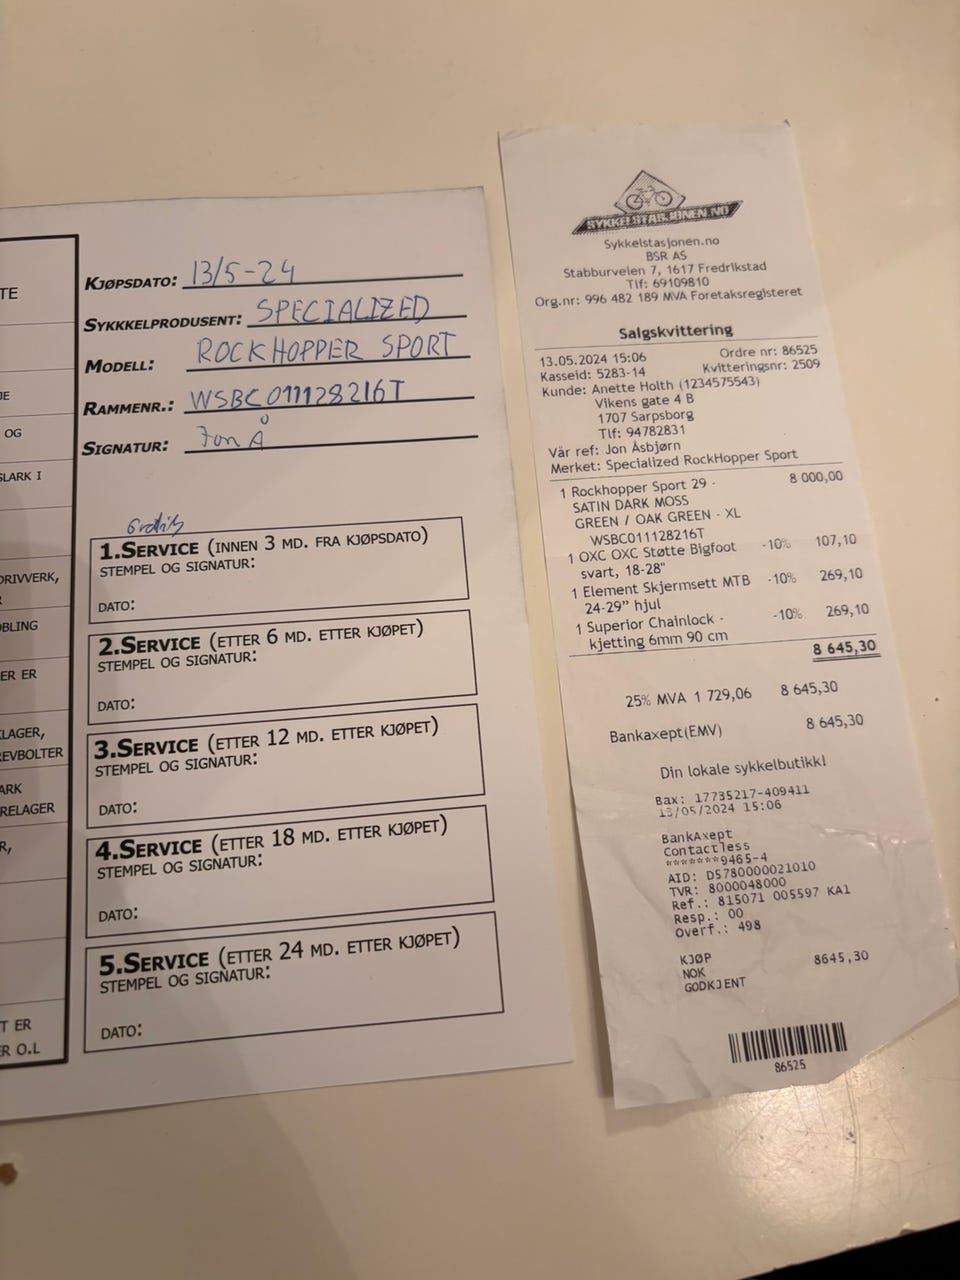 TE
JE
OG
SLARK I
DRIVVERK,
R
OBLING
ER ER
LAGER,
REVBOLTER
ARK
RELAGER
R,
T ER
ER O.L
KJØPSDATO: 13/5-24
SYKKKELPRODUSENT: SPECIALIZED
MODELL: ROCKHOPPER SPORT
RAMMENR.: WSBC011128216T
SIGNATUR: Jon Å
Gratis
1.SERVICE (INNEN 3 MD. FRA KJØPSDATO)
STEMPEL OG SIGNATUR:
DATO:
2.SERVICE (ETTER 6 MD. ETTER KJØPET)
STEMPEL OG SIGNATUR:
DATO:
3.SERVICE (ETTER 12 MD. ETTER KJØPET)
STEMPEL OG SIGNATUR:
DATO:
4.SERVICE (ETTER 18 MD. ETTER KJØPET)
STEMPEL OG SIGNATUR:
DATO:
5.SERVICE (ETTER 24 MD. ETTER KJØPET)
STEMPEL OG SIGNATUR:
DATO:
SYKKELSTASJONEN.NO
Sykkelstasjonen.no
BSR AS
Stabburveien 7, 1617 Fredrikstad
Tlf: 69109810
Org.nr: 996 482 189 MVA Foretaksregisteret
Salgskvittering
13.05.2024 15:06 Ordre nr: 86525
Kasseid: 5283-14 Kvitteringsnr: 2509
Kunde: Anette Holth (1234575543)
Vikens gate 4 B
1707 Sarpsborg
Tlf: 94782831
Vår ref: Jon Åsbjørn
Merket: Specialized RockHopper Sport
1 Rockhopper Sport 29 - 8 000,00
SATIN DARK MOSS
GREEN / OAK GREEN - XL
WSBC011128216T
1 OXC OXC Støtte Bigfoot -10% 107,10
svart, 18-28"
1 Element Skjermsett MTB -10% 269,10
24-29" hjul
1 Superior Chainlock - -10% 269,10
kjetting 6mm 90 cm
8 645,30
25% MVA 1 729,06 8 645,30
Bankaxept(EMV) 8 645,30
Din lokale sykkelbutikk!
Bax: 17735217-409411
13/05/2024 15:06
BankAxept
Contactless
*******9465-4
AID: D5780000021010
TVR: 8000048000
Ref.: 815071 005597 KA1
Resp.: 00
Overf.: 498
KJØP 8645,30
NOK
GODKJENT
86525